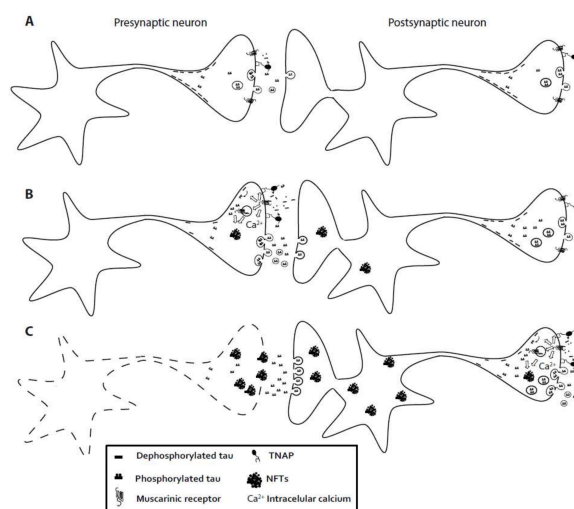 Presynaptic neuron Postsynaptic neuron
A
B
Ca²⁺
C
Ca²⁺
Dephosphorylated tau TNAP
Phosphorylated tau NFTs
Muscarinic receptor Ca²⁺ Intracelular calcium